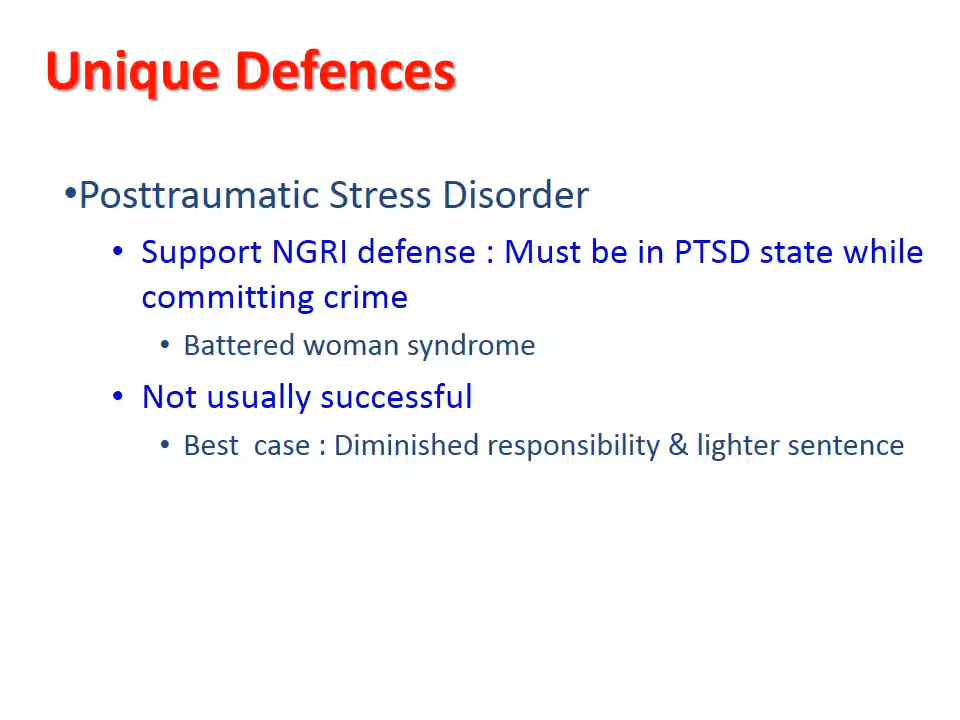 Unique Defences
•Posttraumatic Stress Disorder
• Support NGRI defense : Must be in PTSD state while
committing crime
• Battered woman syndrome
• Not usually successful
• Best  case : Diminished responsibility & lighter sentence